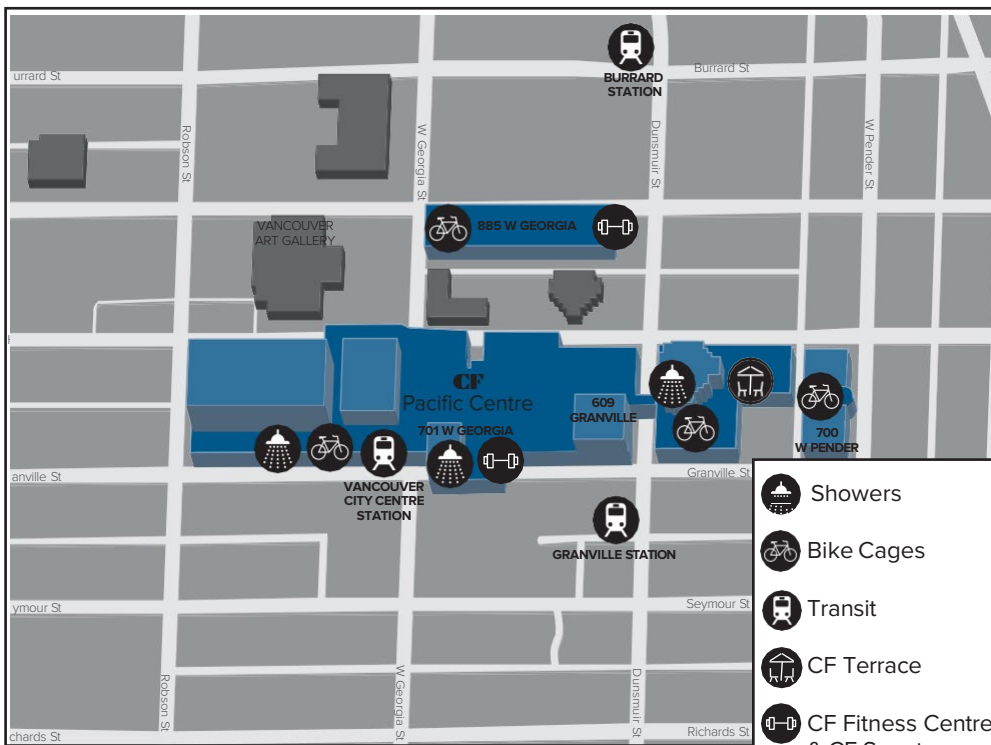 urrard St
BURRARD
STATION
Burrard St
Robson St
W Georgia St
Dunsmuir St
W Pender St
VANCOUVER
ART GALLERY
885 W GEORGIA
CF
Pacific Centre
701 W GEORGIA
609
GRANVILLE
700
W PENDER
anville St
VANCOUVER
CITY CENTRE
STATION
Granville St
GRANVILLE STATION
ymour St
Seymour St
Robson St
W Georgia St
Dunsmuir St
chards St
Richards St
Showers
Bike Cages
Transit
CF Terrace
CF Fitness Centre